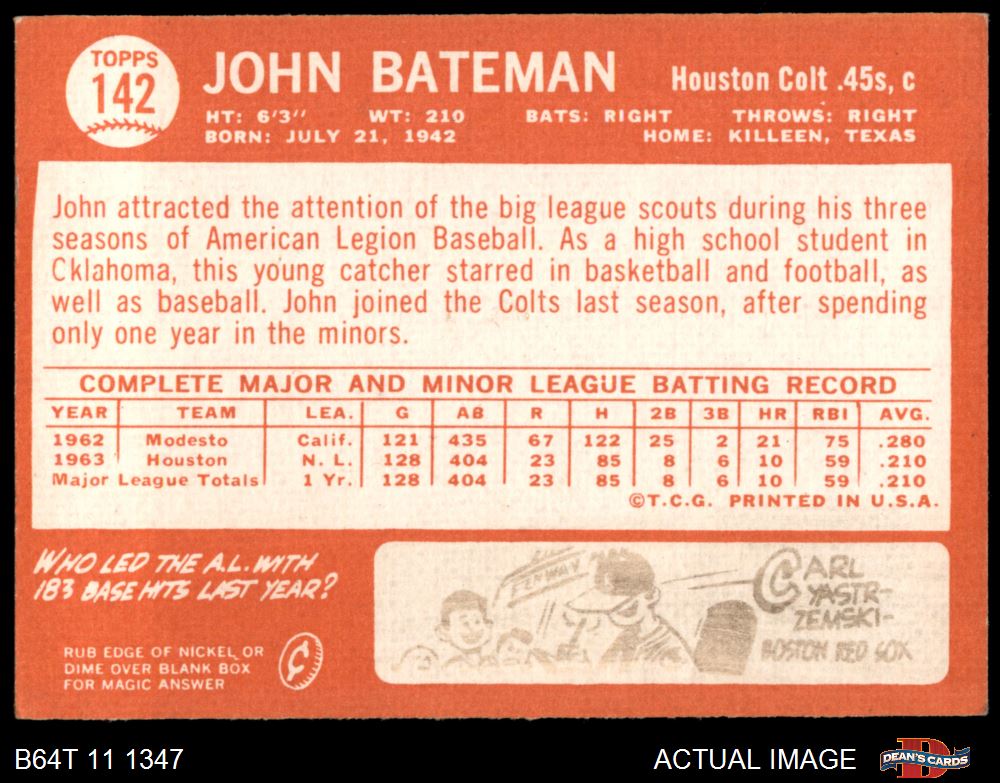 TOPPS
142
JOHN BATEMAN
Houston Colt .45s, c
HT: 6'3" WT: 210 BATS: RIGHT THROWS: RIGHT
BORN: JULY 21, 1942 HOME: KILLEEN, TEXAS
John attracted the attention of the big league scouts during his three
seasons of American Legion Baseball. As a high school student in
Cklahoma, this young catcher starred in basketball and football, as
well as baseball. John joined the Colts last season, after spending
only one year in the minors.
COMPLETE MAJOR AND MINOR LEAGUE BATTING RECORD
YEAR TEAM LEA. G AB R H 2B 3B HR RBI AVG.
1962 Modesto Calif. 121 435 67 122 25 2 21 75 .280
1963 Houston N. L. 128 404 23 85 8 6 10 59 .210
Major League Totals 1 Yr. 128 404 23 85 8 6 10 59 .210
©T.C.G. PRINTED IN U.S.A.
WHO LED THE A.L. WITH
183 BASE HITS LAST YEAR?
RUB EDGE OF NICKEL OR
DIME OVER BLANK BOX
FOR MAGIC ANSWER
FENWAY
CARL
YASTR-
ZEMSKI-
BOSTON RED SOX
B64T 11 1347
ACTUAL IMAGE
DEAN'S CARDS